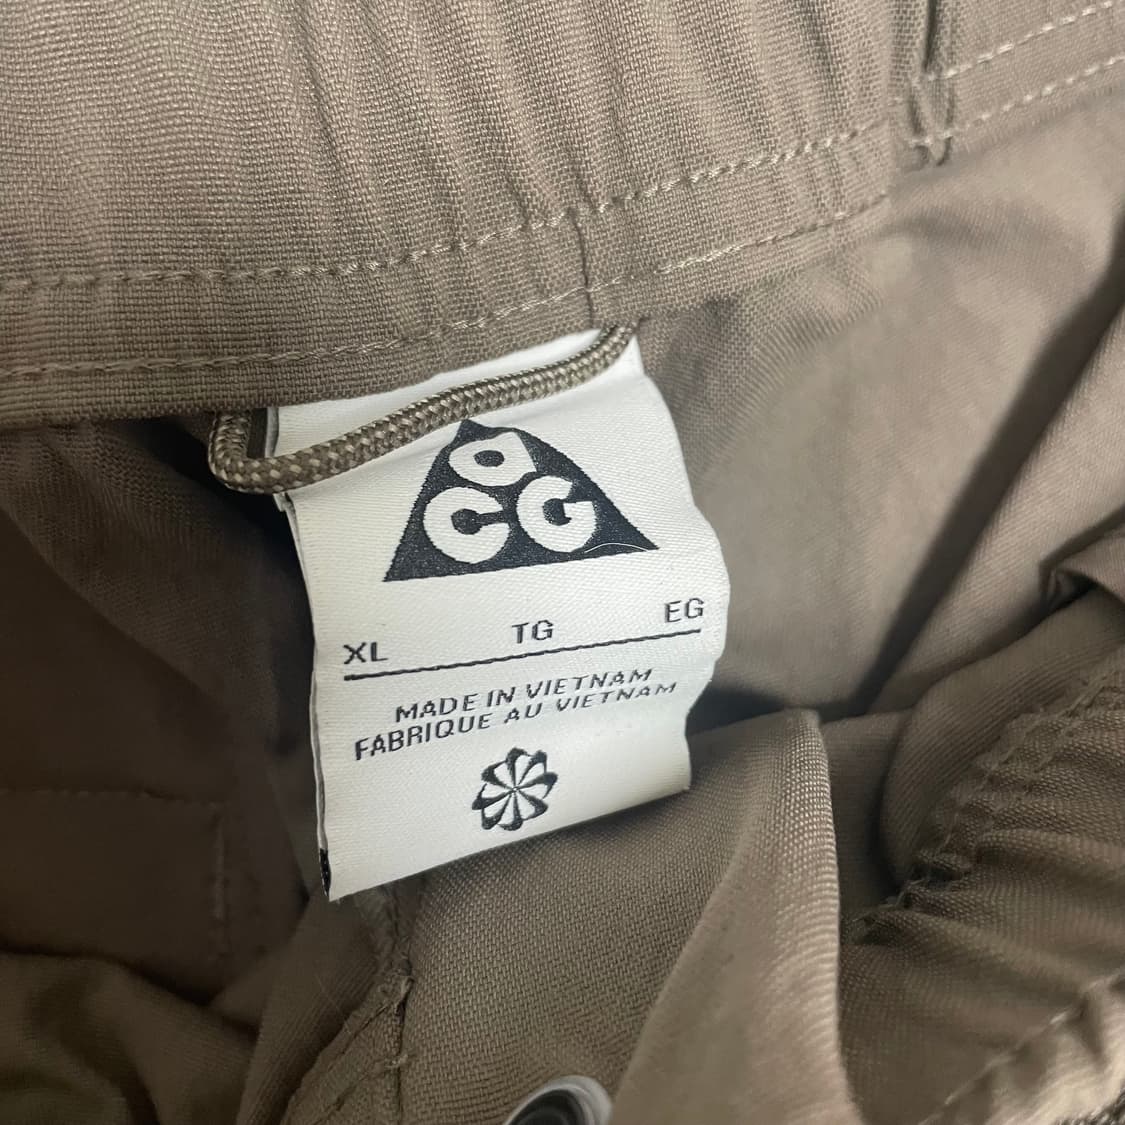 aCG
XL TG EG
MADE IN VIETNAM
FABRIQUE AU VIETNAM